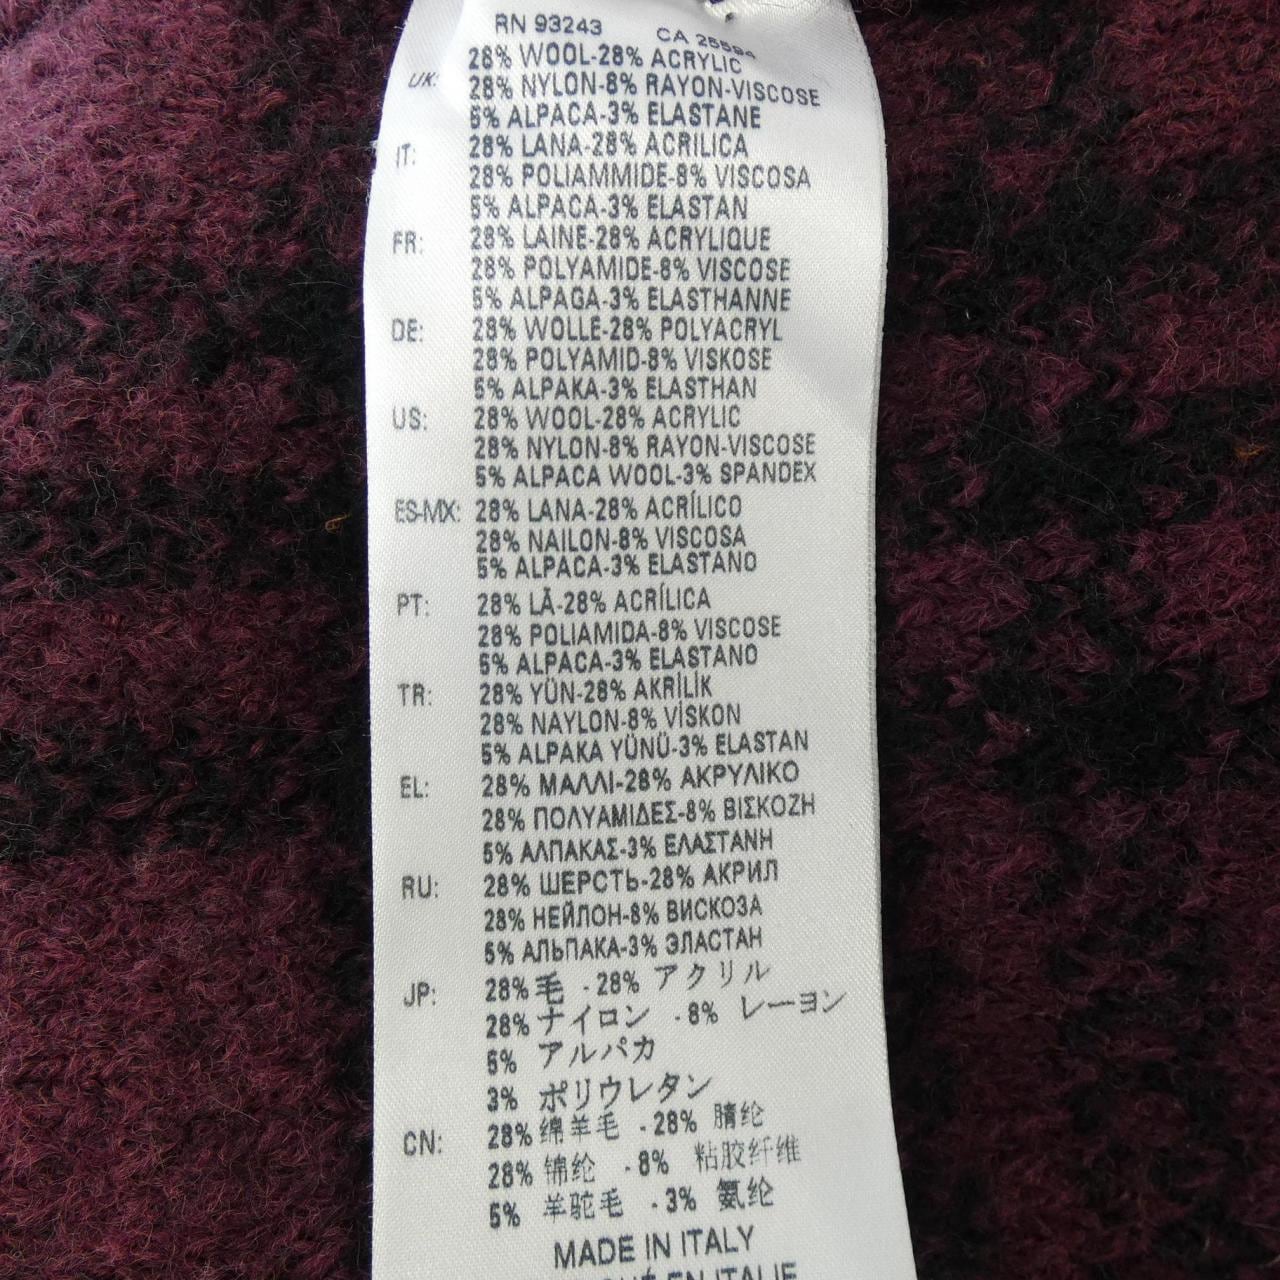 RN 93243 CA 25594
28% WOOL-28% ACRYLIC
UK: 28% NYLON-8% RAYON-VISCOSE
5% ALPACA-3% ELASTANE
IT: 28% LANA-28% ACRILICA
28% POLIAMMIDE-8% VISCOSA
5% ALPACA-3% ELASTAN
FR: 28% LAINE-28% ACRYLIQUE
28% POLYAMIDE-8% VISCOSE
5% ALPAGA-3% ELASTHANNE
DE: 28% WOLLE-28% POLYACRYL
28% POLYAMID-8% VISKOSE
5% ALPAKA-3% ELASTHAN
US: 28% WOOL-28% ACRYLIC
28% NYLON-8% RAYON-VISCOSE
5% ALPACA WOOL-3% SPANDEX
ES-MX: 28% LANA-28% ACRÍLICO
28% NAILON-8% VISCOSA
5% ALPACA-3% ELASTANO
PT: 28% LÃ-28% ACRÍLICA
28% POLIAMIDA-8% VISCOSE
5% ALPACA-3% ELASTANO
TR: 28% YÜN-28% AKRİLİK
28% NAYLON-8% VİSKON
5% ALPAKA YÜNÜ-3% ELASTAN
EL: 28% ΜΑΛΛΙ-28% ΑΚΡΥΛΙΚΟ
28% ΠΟΛΥΑΜΙΔΕΣ-8% ΒΙΣΚΟΖΗ
5% ΑΛΠΑΚΑΣ-3% ΕΛΑΣΤΑΝΗ
RU: 28% ШЕРСТЬ-28% АКРИЛ
28% НЕЙЛОН-8% ВИСКОЗА
5% АЛЬПАКА-3% ЭЛАСТАН
JP: 28% 毛 - 28% アクリル
28% ナイロン - 8% レーヨン
5% アルパカ
3% ポリウレタン
CN: 28% 绵羊毛 - 28% 腈纶
28% 锦纶 - 8% 粘胶纤维
5% 羊驼毛 - 3% 氨纶
MADE IN ITALY
EN ITALIE